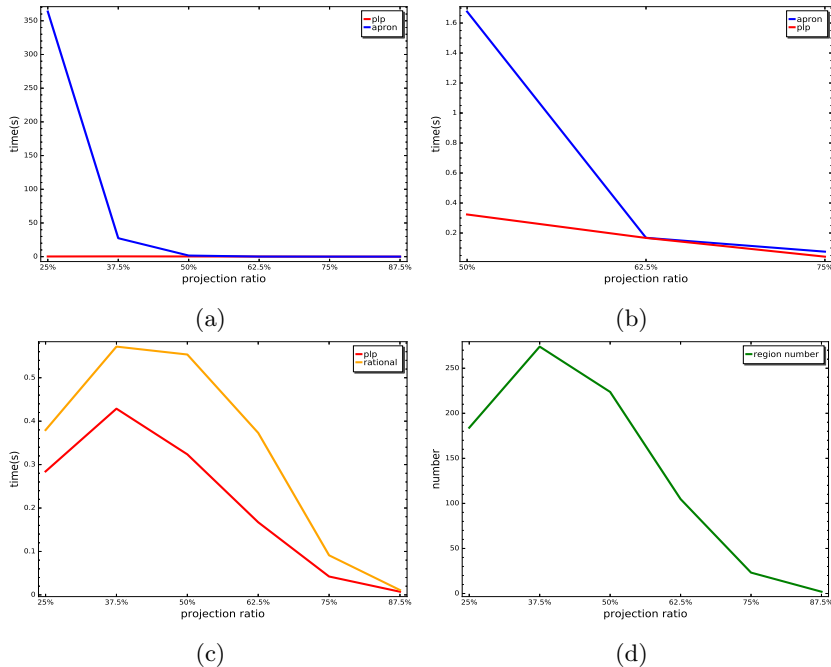 plp
apron
350
300
250
200
150
100
50
0
time(s)
25% 37.5% 50% 62.5% 75% 87.5%
projection ratio
(a)
apron
plp
1.6
1.4
1.2
1
0.8
0.6
0.4
0.2
time(s)
50% 62.5% 75%
projection ratio
(b)
plp
rational
0.5
0.4
0.3
0.2
0.1
0
time(s)
25% 37.5% 50% 62.5% 75% 87.5%
projection ratio
(c)
region number
250
200
150
100
50
0
number
25% 37.5% 50% 62.5% 75% 87.5%
projection ratio
(d)